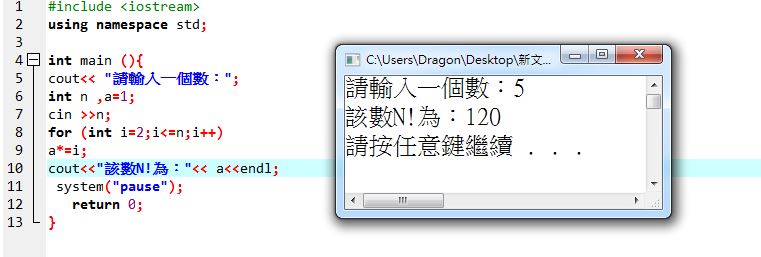 1 #include <iostream>
2 using namespace std;
3
4 int main (){
5 cout<< "請輸入一個數：";
6 int n ,a=1;
7 cin >>n;
8 for (int i=2;i<=n;i++)
9 a*=i;
10 cout<<"該數N!為："<< a<<endl;
11 system("pause");
12 return 0;
13 }
C:\Users\Dragon\Desktop\新文...
請輸入一個數：5
該數N!為：120
請按任意鍵繼續 . . .